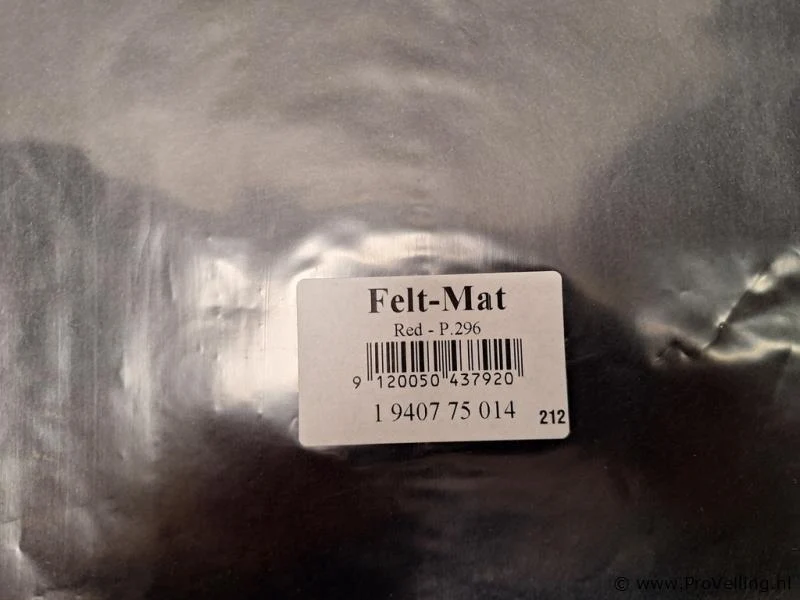 Felt-Mat
Red - P.296
9 120050 437920
1 9407 75 014
212
© www.ProVeiling.nl